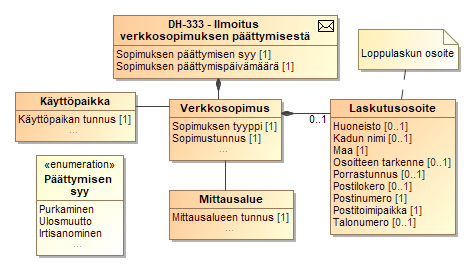 DH-333 - Ilmoitus
verkkosopimuksen päättymisestä
Sopimuksen päättymisen syy [1]
Sopimuksen päättymispäivämäärä [1]
Loppulaskun osoite
Käyttöpaikka
Käyttöpaikan tunnus [1]
...
Verkkosopimus
Sopimuksen tyyppi [1]
Sopimustunnus [1]
...
0..1
Laskutusosoite
Huoneisto [0..1]
Kadun nimi [0..1]
Maa [1]
Osoitteen tarkenne [0..1]
Porrastunnus [0..1]
Postilokero [0..1]
Postinumero [1]
Postitoimipaikka [1]
Talonumero [0..1]
«enumeration»
Päättymisen
syy
Purkaminen
Ulosmuutto
Irtisanominen
...
Mittausalue
Mittausalueen tunnus [1]
...